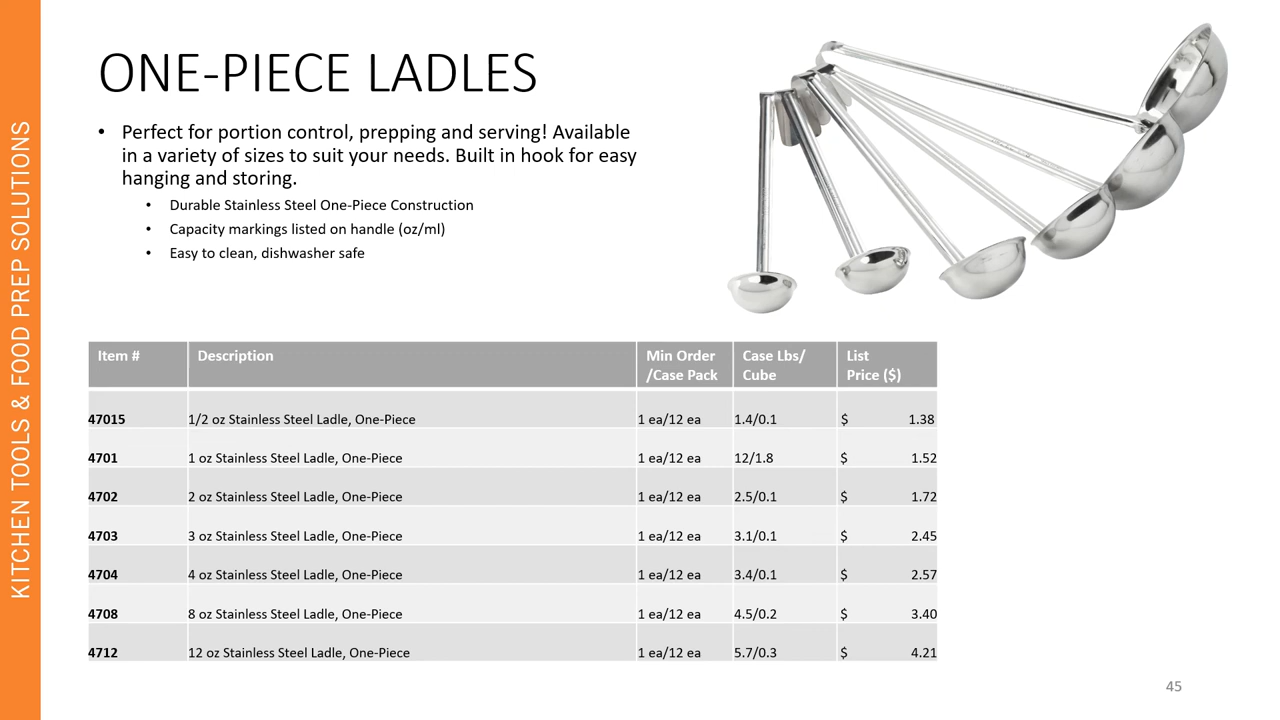 KITCHEN TOOLS & FOOD PREP SOLUTIONS
ONE-PIECE LADLES
• Perfect for portion control, prepping and serving! Available
in a variety of sizes to suit your needs. Built in hook for easy
hanging and storing.
• Durable Stainless Steel One-Piece Construction
• Capacity markings listed on handle (oz/ml)
• Easy to clean, dishwasher safe
Item # Description Min Order /Case Pack Case Lbs/ Cube List Price ($)
47015 1/2 oz Stainless Steel Ladle, One-Piece 1 ea/12 ea 1.4/0.1 $ 1.38
4701 1 oz Stainless Steel Ladle, One-Piece 1 ea/12 ea 12/1.8 $ 1.52
4702 2 oz Stainless Steel Ladle, One-Piece 1 ea/12 ea 2.5/0.1 $ 1.72
4703 3 oz Stainless Steel Ladle, One-Piece 1 ea/12 ea 3.1/0.1 $ 2.45
4704 4 oz Stainless Steel Ladle, One-Piece 1 ea/12 ea 3.4/0.1 $ 2.57
4708 8 oz Stainless Steel Ladle, One-Piece 1 ea/12 ea 4.5/0.2 $ 3.40
4712 12 oz Stainless Steel Ladle, One-Piece 1 ea/12 ea 5.7/0.3 $ 4.21
45